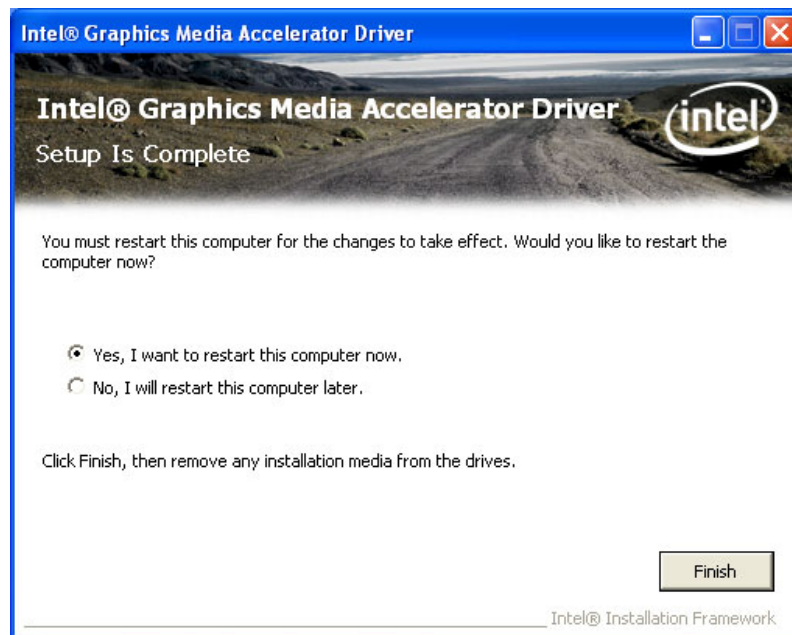 Intel® Graphics Media Accelerator Driver
Intel® Graphics Media Accelerator Driver
intel
Setup Is Complete
You must restart this computer for the changes to take effect. Would you like to restart the
computer now?
Yes, I want to restart this computer now.
No, I will restart this computer later.
Click Finish, then remove any installation media from the drives.
Finish
Intel® Installation Framework